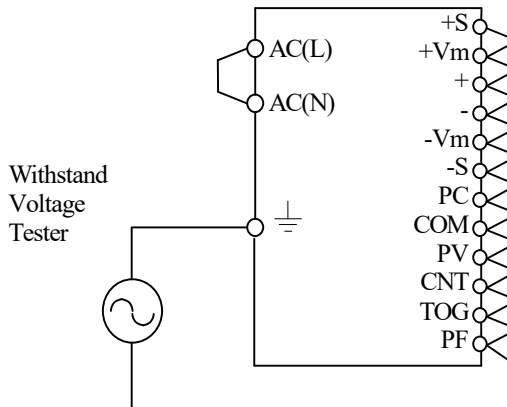 AC(L)
AC(N)
Withstand
Voltage
Tester
+S
+Vm
+
-
-Vm
-S
PC
COM
PV
CNT
TOG
PF